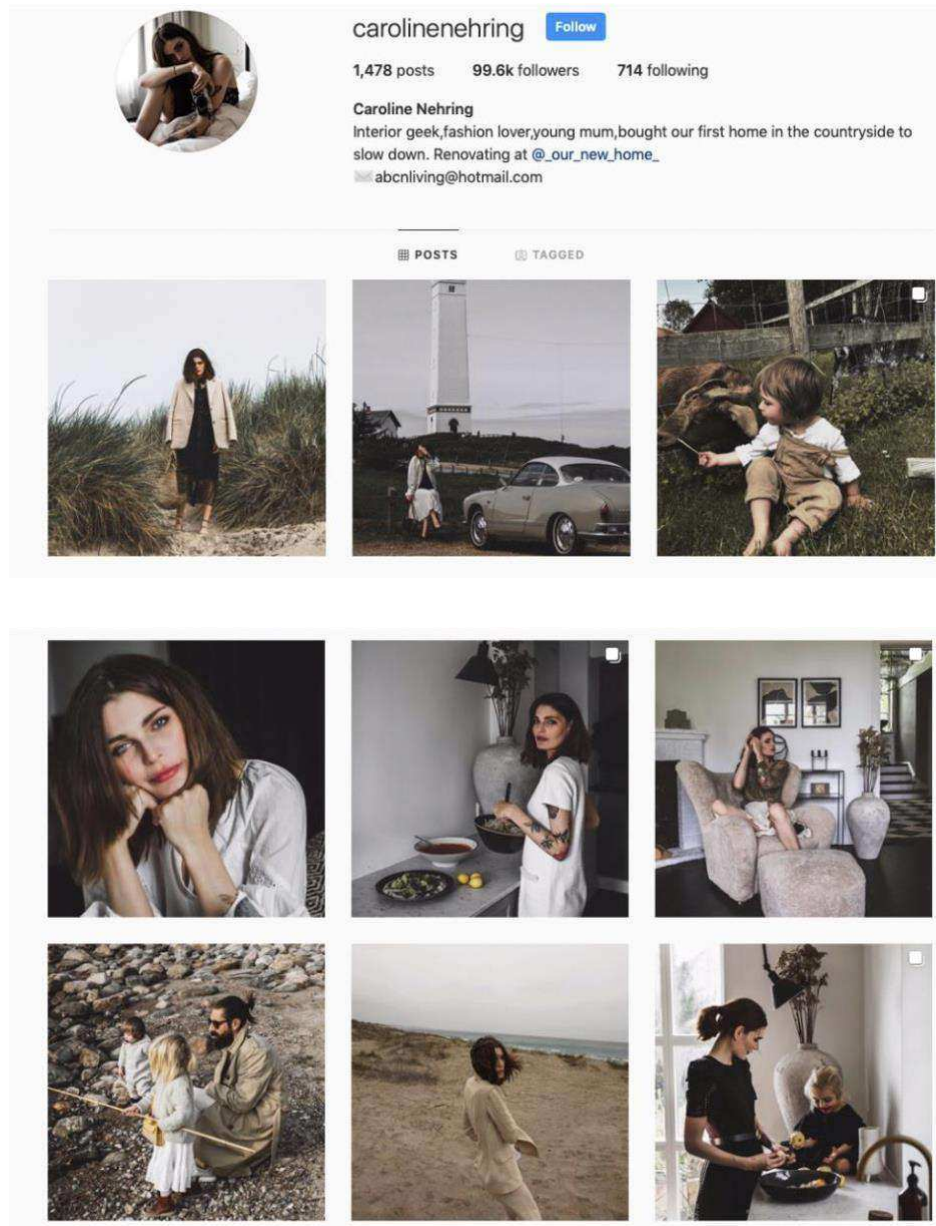 carolinenehring Follow
1,478 posts 99.6k followers 714 following
Caroline Nehring
Interior geek,fashion lover,young mum,bought our first home in the countryside to
slow down. Renovating at @_our_new_home_
abcnliving@hotmail.com
POSTS TAGGED